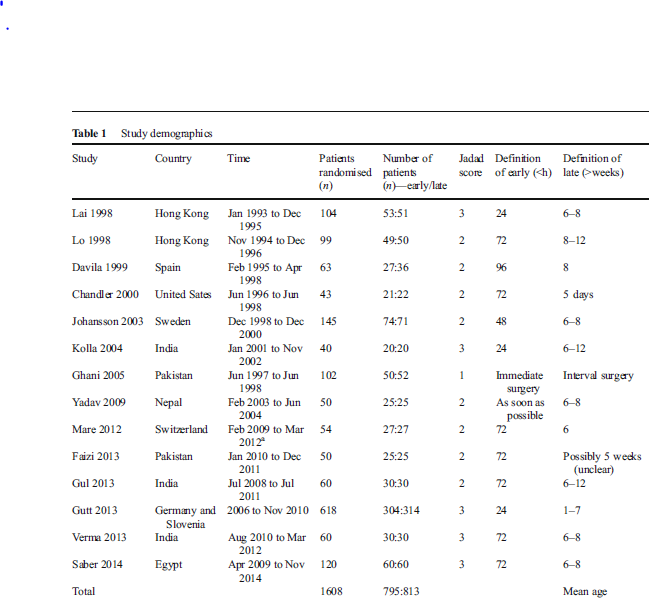 Table 1 Study demographics
Study Country Time Patients randomised (n) Number of patients (n)—early/late Jadad score Definition of early (<h) Definition of late (>weeks)
Lai 1998 Hong Kong Jan 1993 to Dec 1995 104 53:51 3 24 6–8
Lo 1998 Hong Kong Nov 1994 to Dec 1996 99 49:50 2 72 8–12
Davila 1999 Spain Feb 1995 to Apr 1998 63 27:36 2 96 8
Chandler 2000 United Sates Jun 1996 to Jun 1998 43 21:22 2 72 5 days
Johansson 2003 Sweden Dec 1998 to Dec 2000 145 74:71 2 48 6–8
Kolla 2004 India Jan 2001 to Nov 2002 40 20:20 3 24 6–12
Ghani 2005 Pakistan Jun 1997 to Jun 1998 102 50:52 1 Immediate surgery Interval surgery
Yadav 2009 Nepal Feb 2003 to Jun 2004 50 25:25 2 As soon as possible 6–8
Mare 2012 Switzerland Feb 2009 to Mar 2012a 54 27:27 2 72 6
Faizi 2013 Pakistan Jan 2010 to Dec 2011 50 25:25 2 72 Possibly 5 weeks (unclear)
Gul 2013 India Jul 2008 to Jul 2011 60 30:30 2 72 6–12
Gutt 2013 Germany and Slovenia 2006 to Nov 2010 618 304:314 3 24 1–7
Verma 2013 India Aug 2010 to Mar 2012 60 30:30 3 72 6–8
Saber 2014 Egypt Apr 2009 to Nov 2014 120 60:60 3 72 6–8
Total 1608 795:813 Mean age